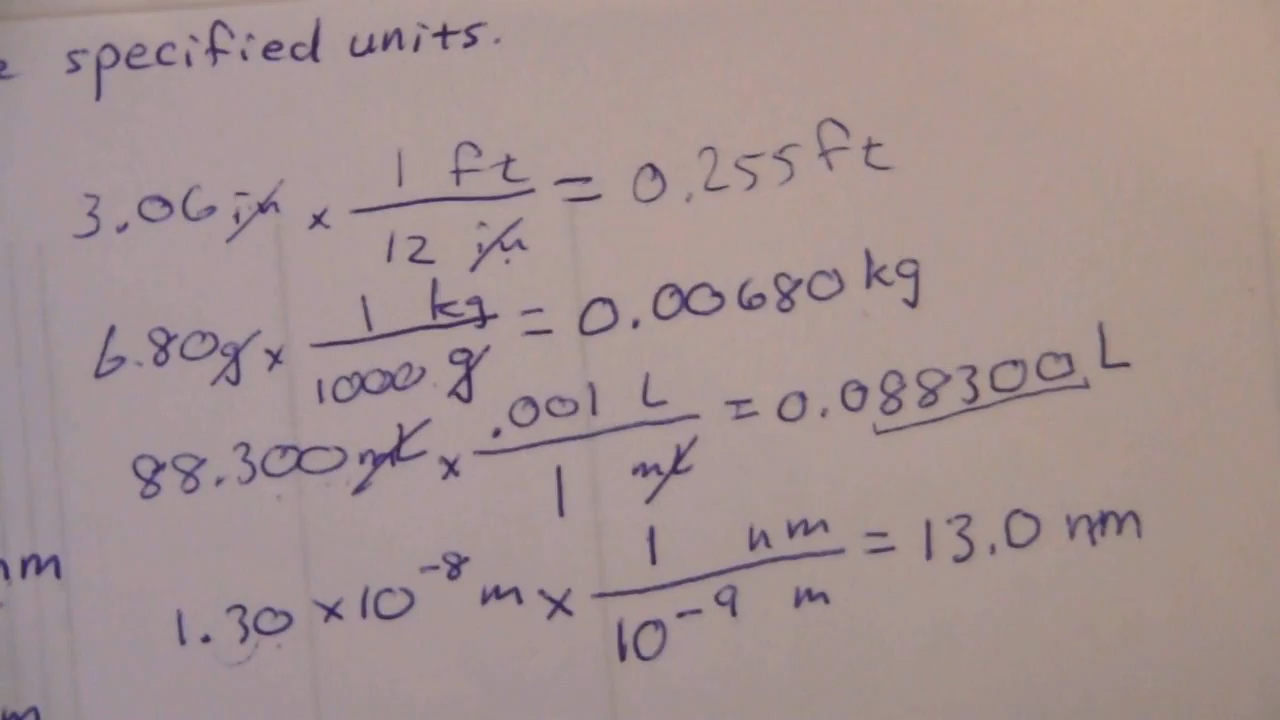 specified units.
3.06 in × 1 ft / 12 in = 0.255 ft
6.80 g × 1 kg / 1000 g = 0.00680 kg
88.300 mL × .001 L / 1 mL = 0.088300 L
1.30 × 10⁻⁸ m × 1 nm / 10⁻⁹ m = 13.0 nm